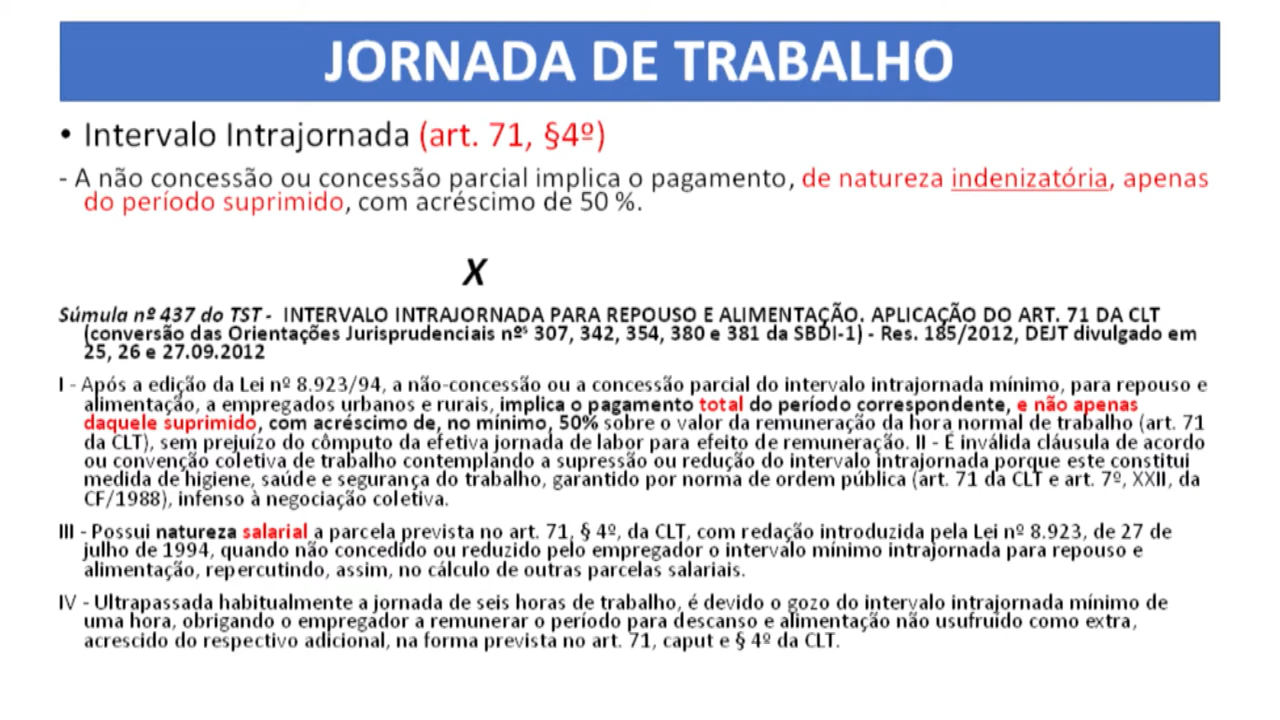 JORNADA DE TRABALHO
• Intervalo Intrajornada (art. 71, §4º)
- A não concessão ou concessão parcial implica o pagamento, de natureza indenizatória, apenas
do período suprimido, com acréscimo de 50 %.
X
Súmula nº 437 do TST - INTERVALO INTRAJORNADA PARA REPOUSO E ALIMENTAÇÃO. APLICAÇÃO DO ART. 71 DA CLT
(conversão das Orientações Jurisprudenciais nºs 307, 342, 354, 380 e 381 da SBDI-1) - Res. 185/2012, DEJT divulgado em
25, 26 e 27.09.2012
I - Após a edição da Lei nº 8.923/94, a não-concessão ou a concessão parcial do intervalo intrajornada mínimo, para repouso e
alimentação, a empregados urbanos e rurais, implica o pagamento total do período correspondente, e não apenas
daquele suprimido, com acréscimo de, no mínimo, 50% sobre o valor da remuneração da hora normal de trabalho (art. 71
da CLT), sem prejuízo do cômputo da efetiva jornada de labor para efeito de remuneração. II - É inválida cláusula de acordo
ou convenção coletiva de trabalho contemplando a supressão ou redução do intervalo intrajornada porque este constitui
medida de higiene, saúde e segurança do trabalho, garantido por norma de ordem pública (art. 71 da CLT e art. 7º, XXII, da
CF/1988), infenso à negociação coletiva.
III - Possui natureza salarial a parcela prevista no art. 71, § 4º, da CLT, com redação introduzida pela Lei nº 8.923, de 27 de
julho de 1994, quando não concedido ou reduzido pelo empregador o intervalo mínimo intrajornada para repouso e
alimentação, repercutindo, assim, no cálculo de outras parcelas salariais.
IV - Ultrapassada habitualmente a jornada de seis horas de trabalho, é devido o gozo do intervalo intrajornada mínimo de
uma hora, obrigando o empregador a remunerar o período para descanso e alimentação não usufruído como extra,
acrescido do respectivo adicional, na forma prevista no art. 71, caput e § 4º da CLT.